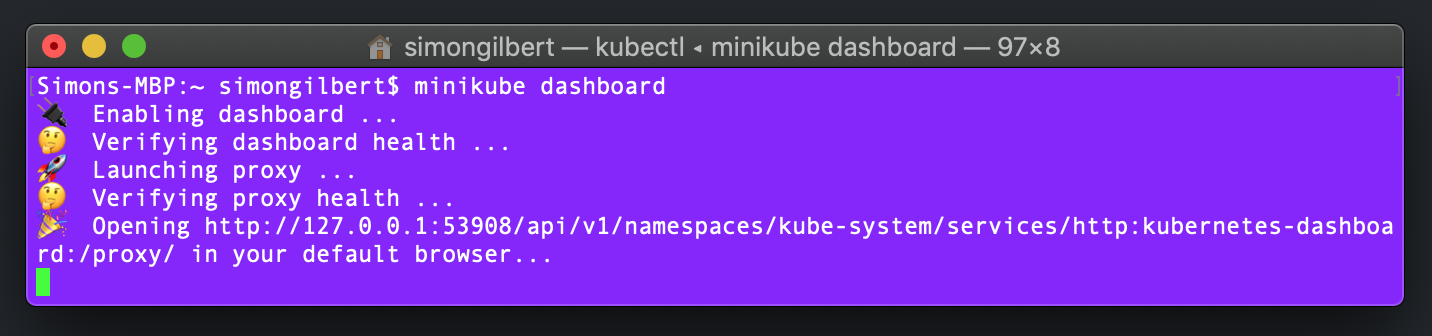 simongilbert — kubectl ◂ minikube dashboard — 97×8
[Simons-MBP:~ simongilbert$ minikube dashboard]
🔌  Enabling dashboard ...
🤔  Verifying dashboard health ...
🚀  Launching proxy ...
🤔  Verifying proxy health ...
🎉  Opening http://127.0.0.1:53908/api/v1/namespaces/kube-system/services/http:kubernetes-dashboa
rd:/proxy/ in your default browser...